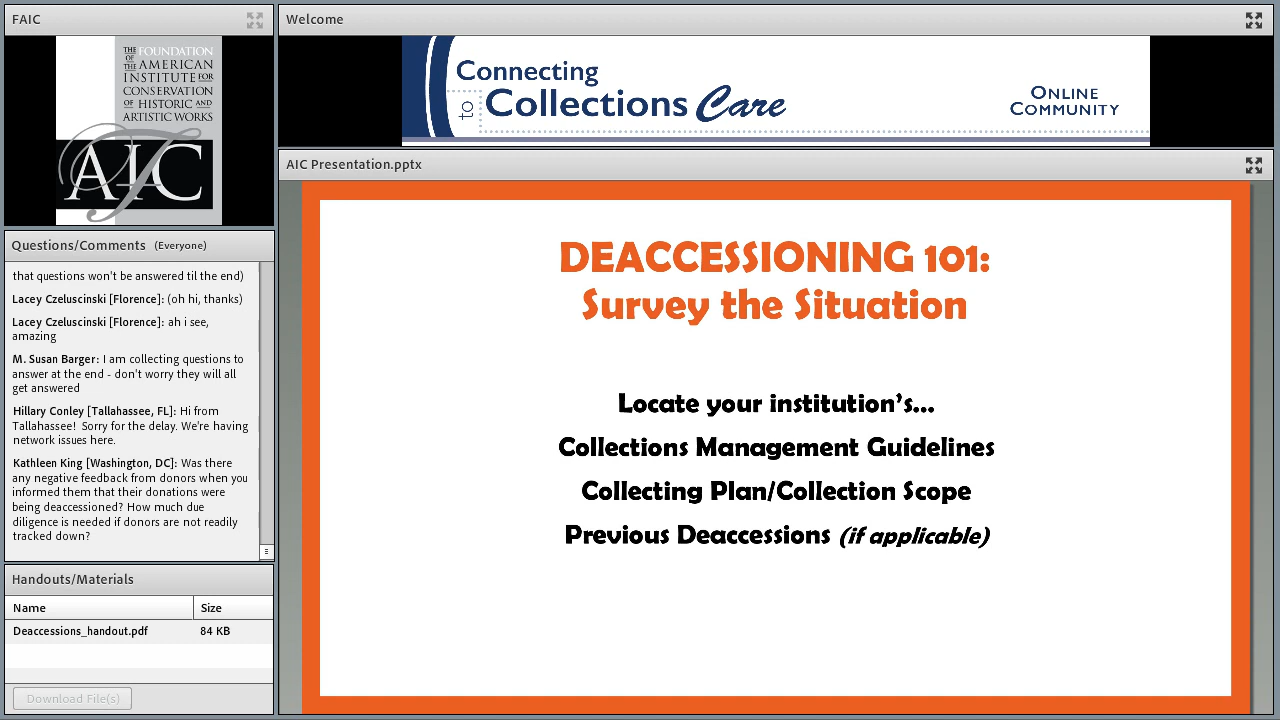 FAIC
THE FOUNDATION
OF THE AMERICAN
INSTITUTE FOR
CONSERVATION
OF HISTORIC AND
ARTISTIC WORKS
FAIC
Questions/Comments (Everyone)
that questions won't be answered til the end)
Lacey Czeluscinski [Florence]: (oh hi, thanks)
Lacey Czeluscinski [Florence]: ah i see,
amazing
M. Susan Barger: I am collecting questions to
answer at the end - don't worry they will all
get answered
Hillary Conley [Tallahassee, FL]: Hi from
Tallahassee! Sorry for the delay. We're having
network issues here.
Kathleen King [Washington, DC]: Was there
any negative feedback from donors when you
informed them that their donations were
being deaccessioned? How much due
diligence is needed if donors are not readily
tracked down?
Handouts/Materials
Name Size
Deaccessions_handout.pdf 84 KB
Download File(s)
Welcome
Connecting
to Collections Care
ONLINE
COMMUNITY
AIC Presentation.pptx
DEACCESSIONING 101:
Survey the Situation
Locate your institution's...
Collections Management Guidelines
Collecting Plan/Collection Scope
Previous Deaccessions (if applicable)